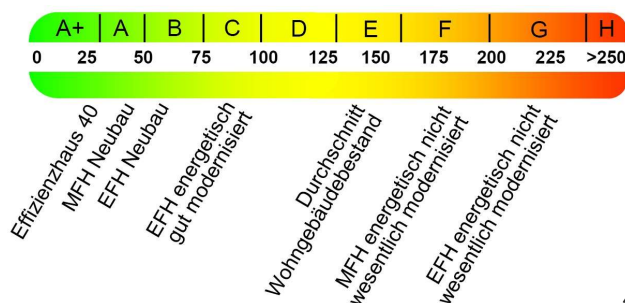 A+ A B C D E F G H
0 25 50 75 100 125 150 175 200 225 >250
Effizienzhaus 40
MFH Neubau
EFH Neubau
EFH energetisch
gut modernisiert
Durchschnitt
Wohngebäudebestand
MFH energetisch nicht
wesentlich modernisiert
EFH energetisch nicht
wesentlich modernisiert